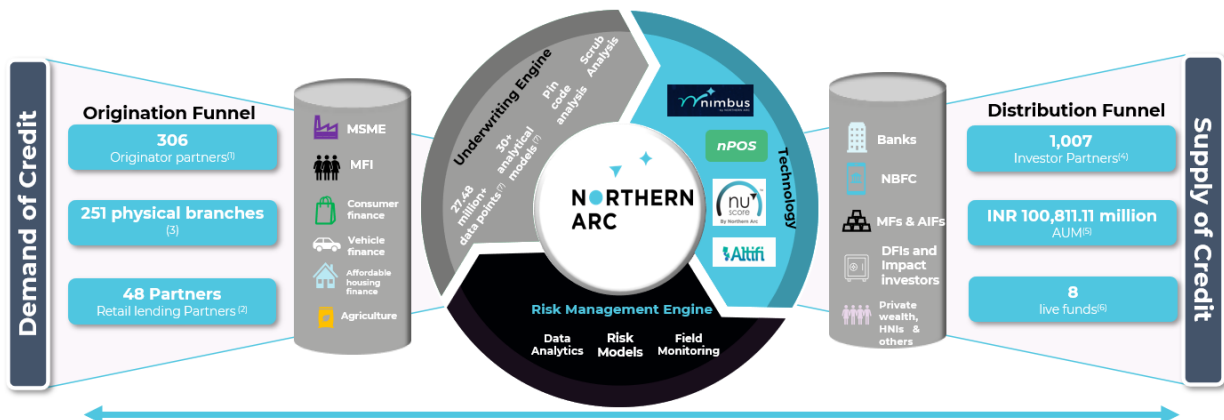 Demand of Credit
Origination Funnel
306
Originator partners(1)
251 physical branches
(3)
48 Partners
Retail lending Partners (2)
MSME
MFI
Consumer
finance
Vehicle
finance
Affordable
housing
finance
Agriculture
Underwriting Engine
27.48
million+
data points(7)
30+
analytical
models(7)
Pin
code
analysis
Scrub
Analysis
NORTHERN
ARC
Technology
nimbus
by northern arc
nPOS
nu
score
By Northern Arc
Altifi
Risk Management Engine
Data
Analytics
Risk
Models
Field
Monitoring
Banks
NBFC
MFs & AIFs
DFIs and
Impact
investors
Private
wealth,
HNIs &
others
Distribution Funnel
1,007
Investor Partners(4)
INR 100,811.11 million
AUM(5)
8
live funds(6)
Supply of Credit